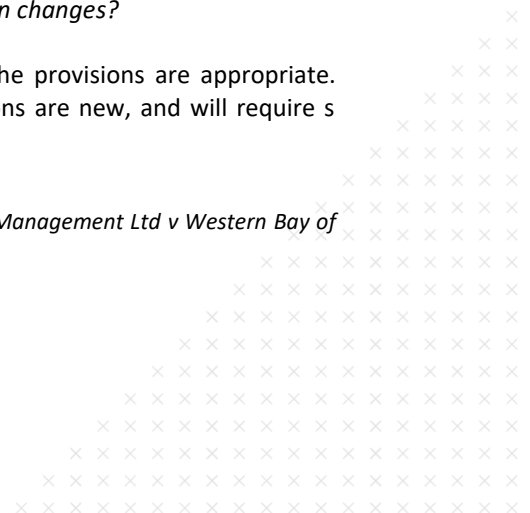 n changes?
he provisions are appropriate.
ns are new, and will require s
Management Ltd v Western Bay of